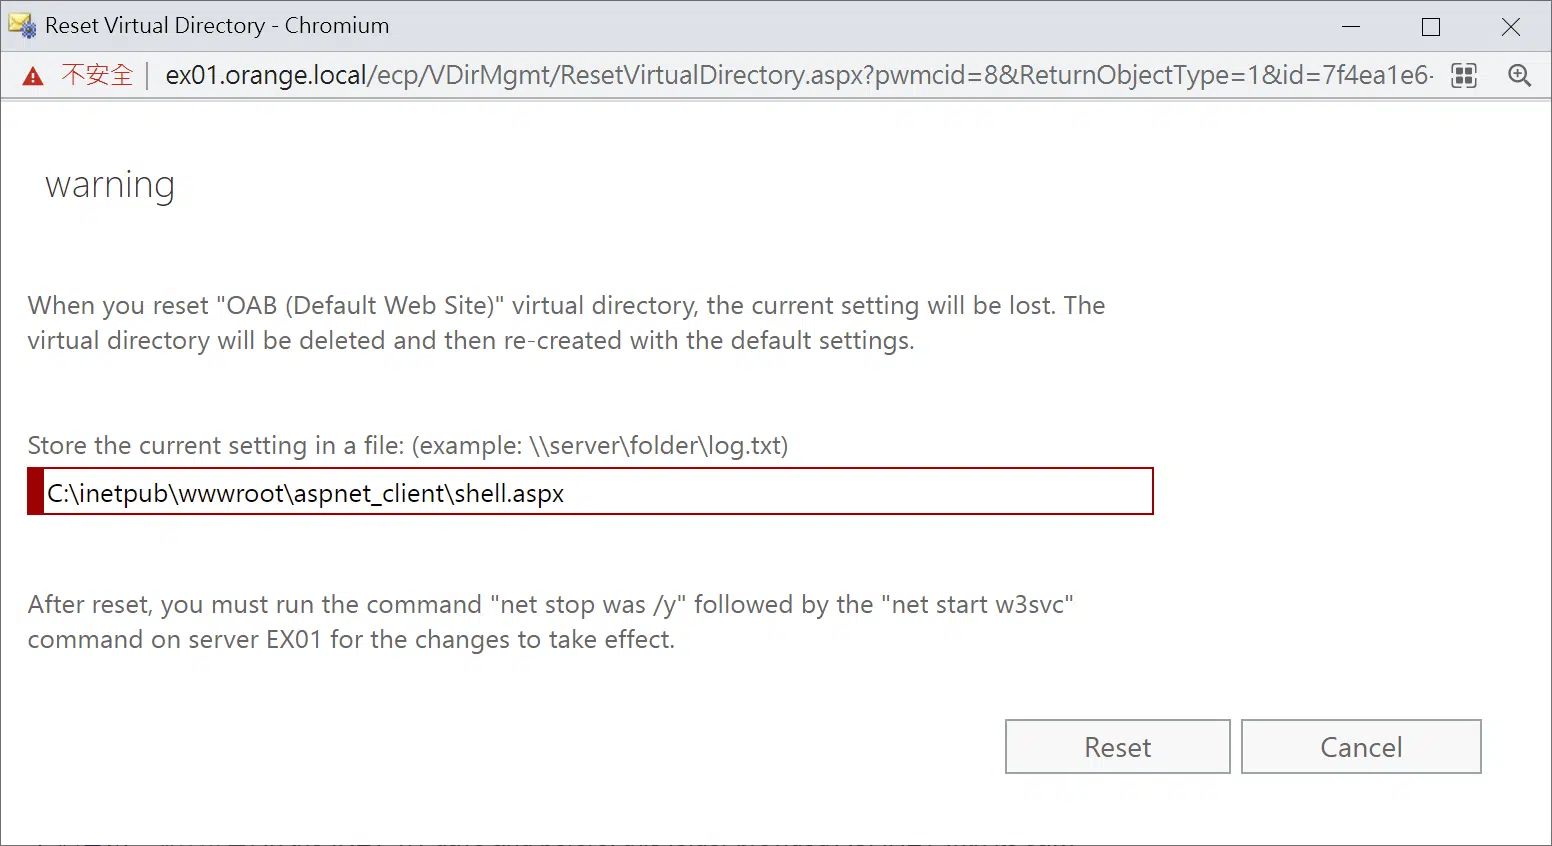 Reset Virtual Directory - Chromium
不安全 ex01.orange.local/ecp/VDirMgmt/ResetVirtualDirectory.aspx?pwmcid=8&ReturnObjectType=1&id=7f4ea1e6-
warning
When you reset "OAB (Default Web Site)" virtual directory, the current setting will be lost. The
virtual directory will be deleted and then re-created with the default settings.
Store the current setting in a file: (example: \\server\folder\log.txt)
C:\inetpub\wwwroot\aspnet_client\shell.aspx
After reset, you must run the command "net stop was /y" followed by the "net start w3svc"
command on server EX01 for the changes to take effect.
Reset Cancel